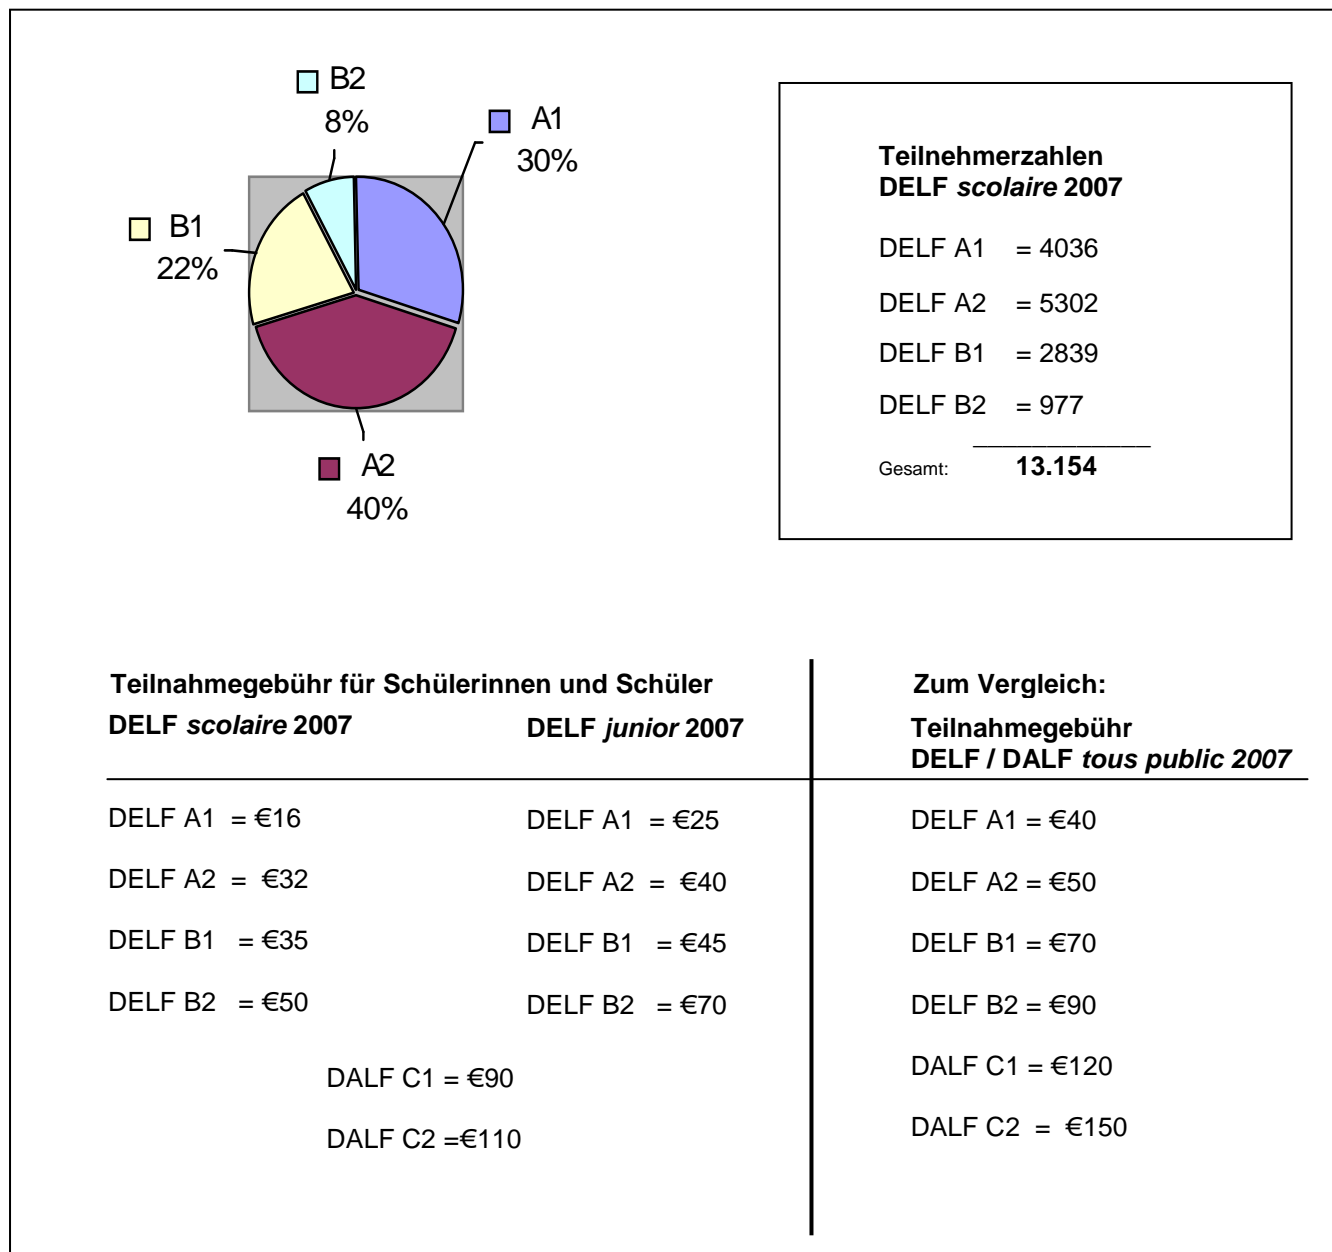 B2
8%
A1
30%
B1
22%
A2
40%
Teilnehmerzahlen
DELF scolaire 2007
DELF A1 = 4036
DELF A2 = 5302
DELF B1 = 2839
DELF B2 = 977
____________
Gesamt: 13.154
Teilnahmegebühr für Schülerinnen und Schüler
DELF scolaire 2007
DELF A1 = €16
DELF A2 = €32
DELF B1 = €35
DELF B2 = €50
DELF junior 2007
DELF A1 = €25
DELF A2 = €40
DELF B1 = €45
DELF B2 = €70
DALF C1 = €90
DALF C2 =€110
Zum Vergleich:
Teilnahmegebühr
DELF / DALF tous public 2007
DELF A1 = €40
DELF A2 = €50
DELF B1 = €70
DELF B2 = €90
DALF C1 = €120
DALF C2 = €150